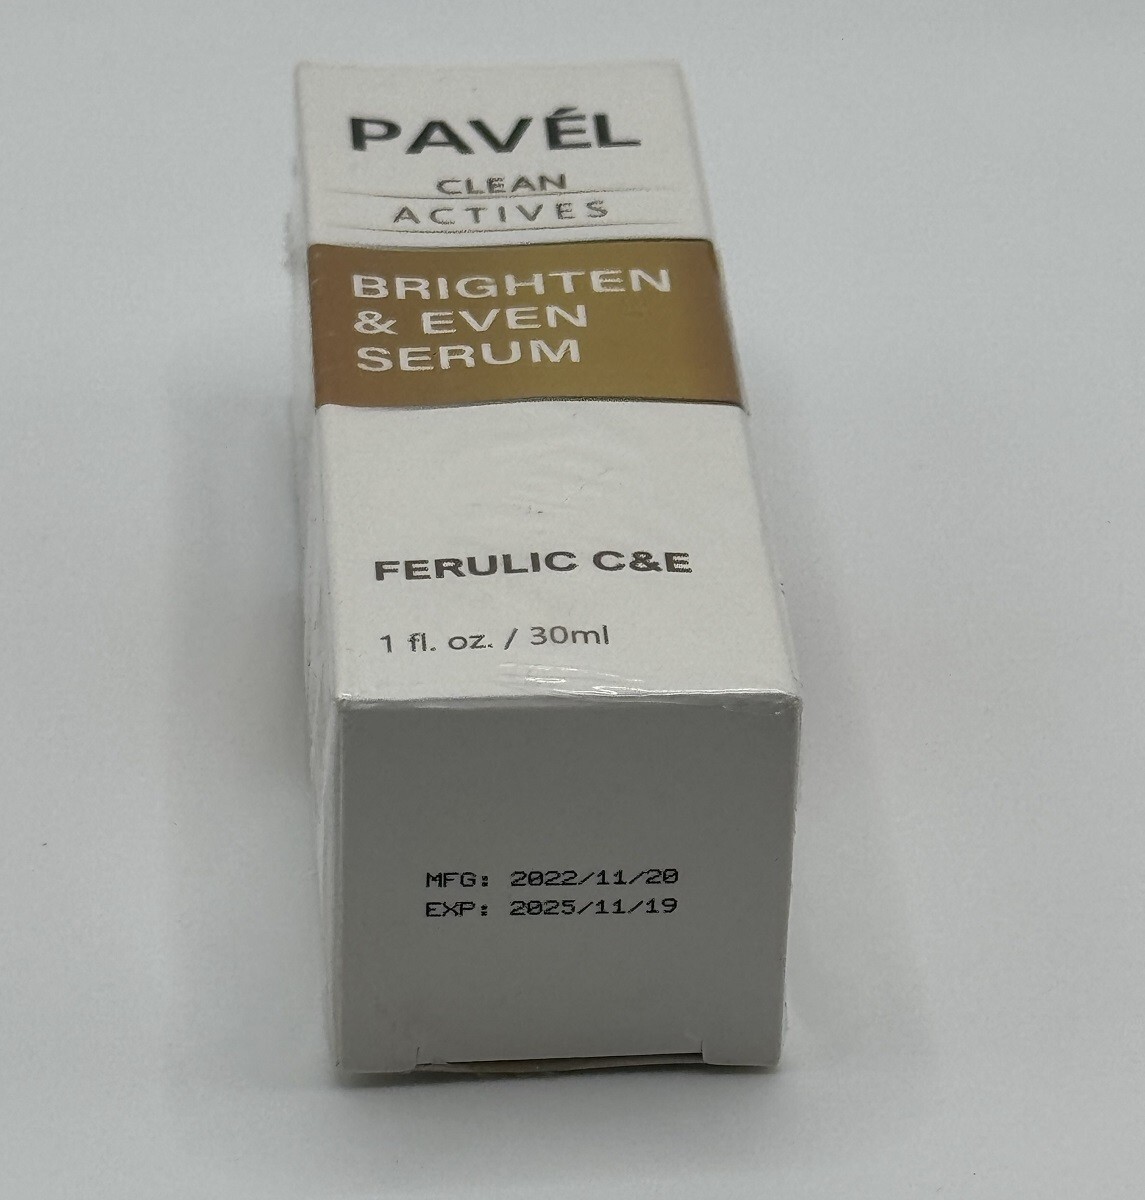 PAVÉL
CLEAN
ACTIVES
BRIGHTEN
& EVEN
SERUM
FERULIC C&E
1 fl. oz. / 30ml
MFG: 2022/11/20
EXP: 2025/11/19